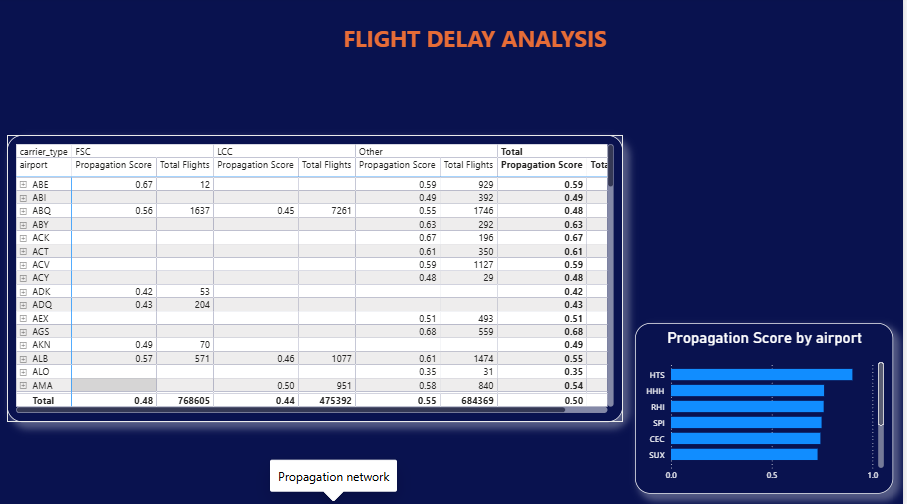 FLIGHT DELAY ANALYSIS
carrier_type FSC LCC Other Total
airport Propagation Score Total Flights Propagation Score Total Flights Propagation Score Total Flights Propagation Score Tota
ABE 0.67 12 0.59 929 0.59
ABI 0.49 392 0.49
ABQ 0.56 1637 0.45 7261 0.55 1746 0.48
ABY 0.63 292 0.63
ACK 0.67 196 0.67
ACT 0.61 350 0.61
ACV 0.59 1127 0.59
ACY 0.48 29 0.48
ADK 0.42 53 0.42
ADQ 0.43 204 0.43
AEX 0.51 493 0.51
AGS 0.68 559 0.68
AKN 0.49 70 0.49
ALB 0.57 571 0.46 1077 0.61 1474 0.55
ALO 0.35 31 0.35
AMA 0.50 951 0.58 840 0.54
Total 0.48 768605 0.44 475392 0.55 684369 0.50
Propagation Score by airport
HTS
HHH
RHI
SPI
CEC
SUX
0.0 0.5 1.0
Propagation network